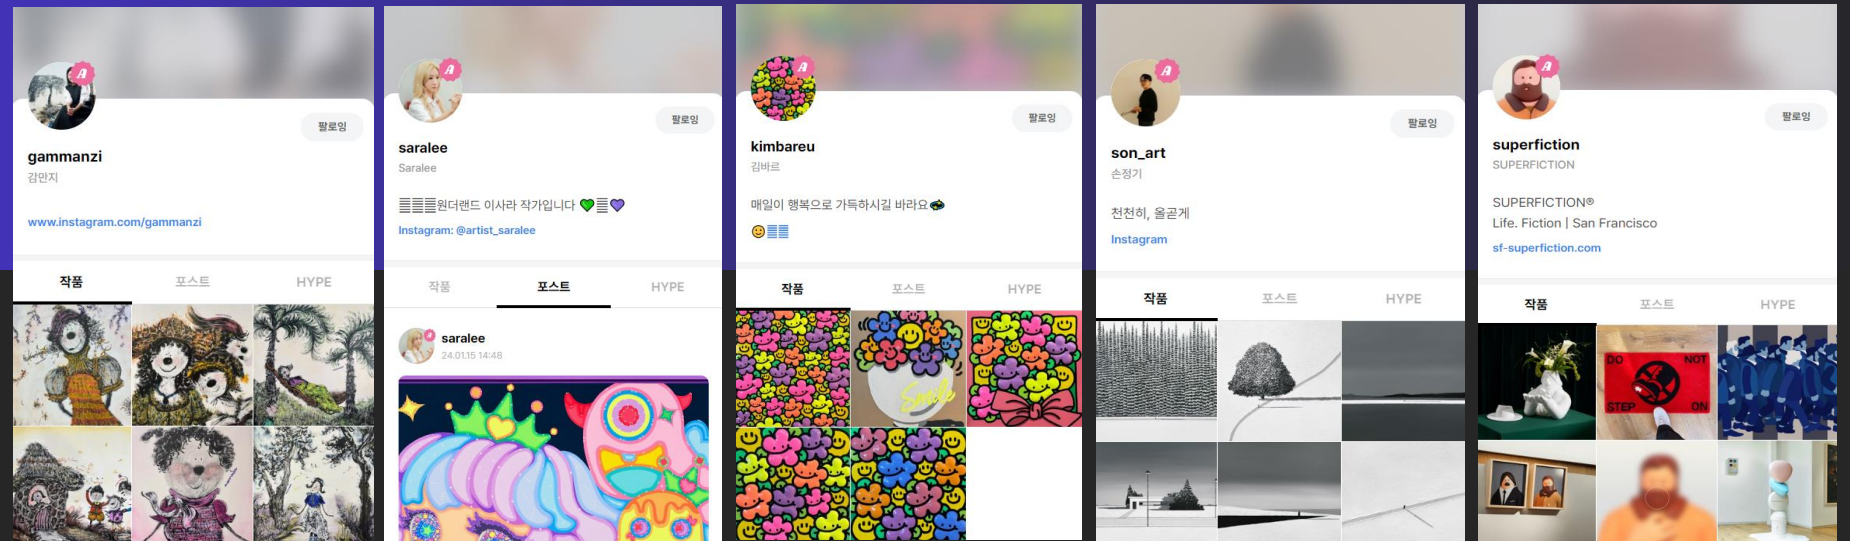 A
팔로잉
gammanzi
감만지
www.instagram.com/gammanzi
작품 포스트 HYPE
A
팔로잉
saralee
Saralee
원더랜드 이사라 작가입니다
Instagram: @artist_saralee
작품 포스트 HYPE
saralee
24.01.15 14:48
A
팔로잉
kimbareu
김바르
매일이 행복으로 가득하시길 바라요
작품 포스트 HYPE
Smile
A
팔로잉
son_art
손정기
천천히, 올곧게
Instagram
작품 포스트 HYPE
A
팔로잉
superfiction
SUPERFICTION
SUPERFICTION®
Life. Fiction | San Francisco
sf-superfiction.com
작품 포스트 HYPE
DO NOT
STEP ON